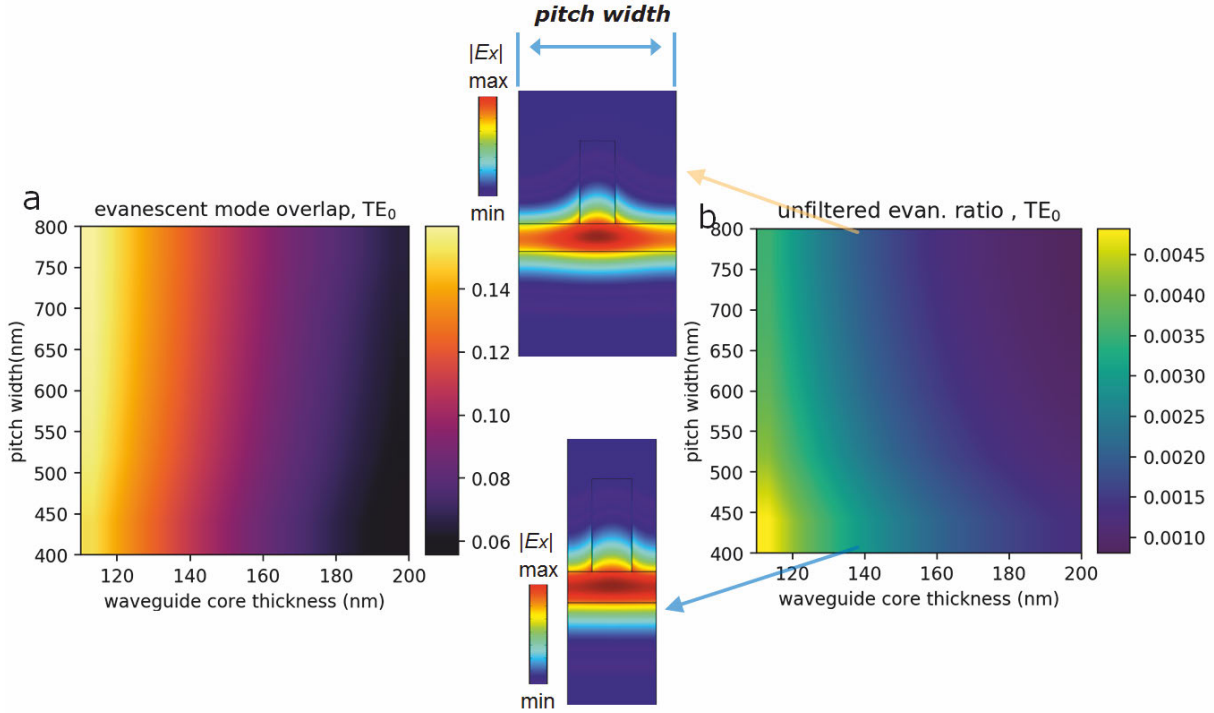 pitch width
|Ex|
max
min
a
evanescent mode overlap, TE0
800
750
700
650
600
550
500
450
400
pitch width(nm)
120 140 160 180 200
waveguide core thickness (nm)
0.14
0.12
0.10
0.08
0.06
|Ex|
max
min
b
unfiltered evan. ratio , TE0
800
750
700
650
600
550
500
450
400
pitch width(nm)
120 140 160 180 200
waveguide core thickness (nm)
0.0045
0.0040
0.0035
0.0030
0.0025
0.0020
0.0015
0.0010